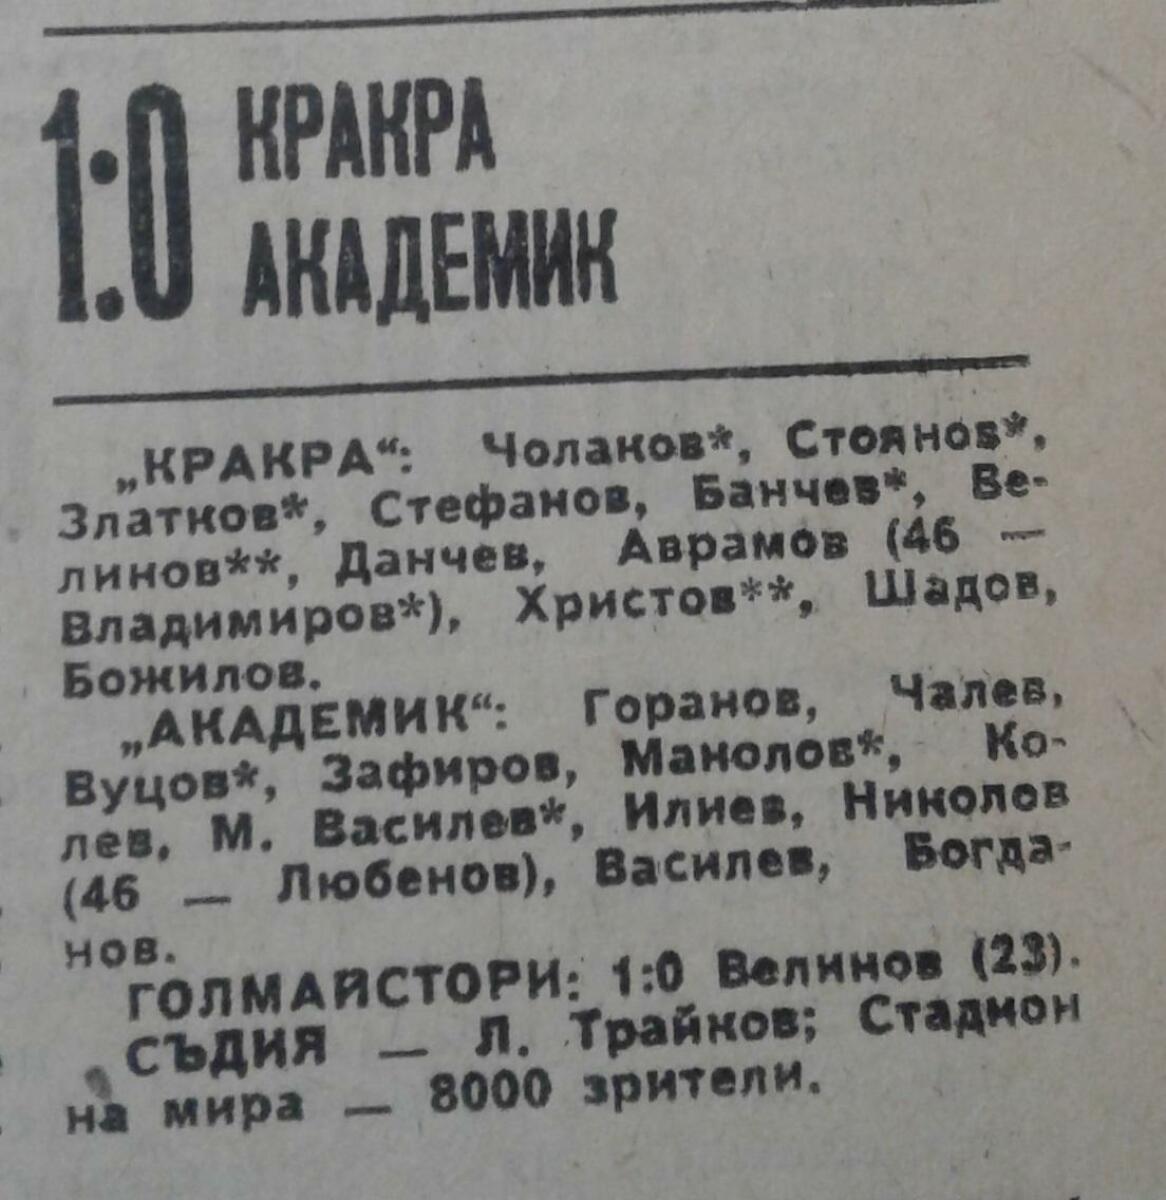 1:0 КРАКРА
АКАДЕМИК
„КРАКРА“: Чолаков*, Стоянов*,
Златков*, Стефанов, Банчев*, Ве-
линов**, Данчев, Аврамов (46 —
Владимиров*), Христов**, Шадов,
Божилов.
„АКАДЕМИК“: Горанов, Чалев,
Вуцов*, Зафиров, Манолов*, Ко-
лев, М. Василев*, Илиев, Николов
(46 — Любенов), Василев, Богда-
нов.
ГОЛМАЙСТОРИ: 1:0 Велинов (23).
СЪДИЯ — Л. Трайков; Стадион
на мира — 8000 зрители.